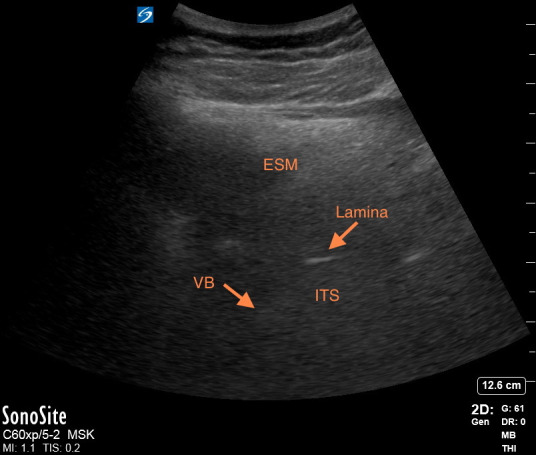 ESM
Lamina
VB
ITS
12.6 cm
SonoSite
C60xp/5-2 MSK
MI: 1.1 TIS: 0.2
2D: G: 61
Gen DR: 0
MB
THI